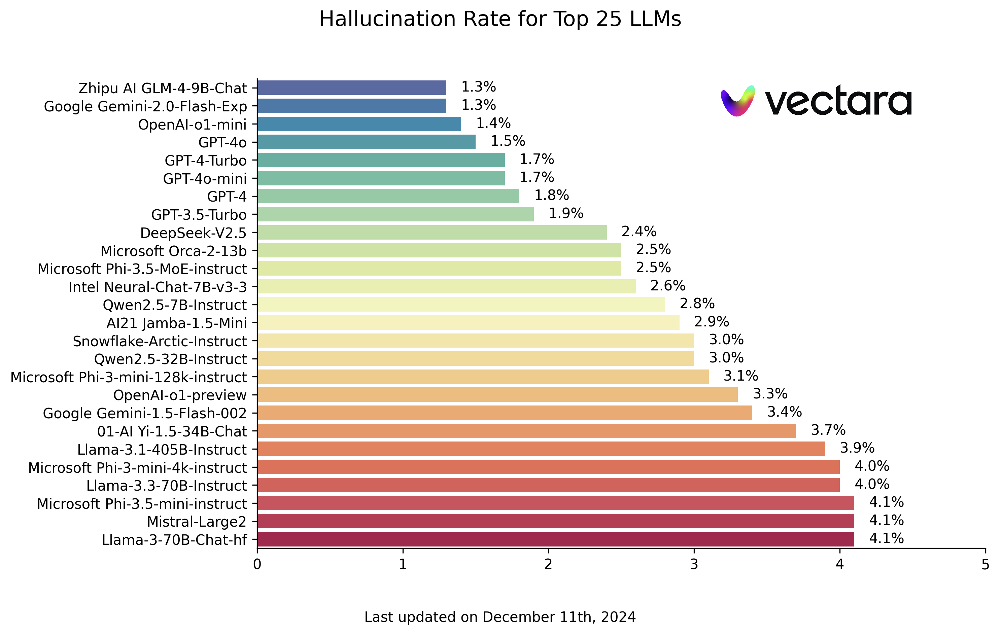 Hallucination Rate for Top 25 LLMs
vectara
Zhipu AI GLM-4-9B-Chat 1.3%
Google Gemini-2.0-Flash-Exp 1.3%
OpenAI-o1-mini 1.4%
GPT-4o 1.5%
GPT-4-Turbo 1.7%
GPT-4o-mini 1.7%
GPT-4 1.8%
GPT-3.5-Turbo 1.9%
DeepSeek-V2.5 2.4%
Microsoft Orca-2-13b 2.5%
Microsoft Phi-3.5-MoE-instruct 2.5%
Intel Neural-Chat-7B-v3-3 2.6%
Qwen2.5-7B-Instruct 2.8%
AI21 Jamba-1.5-Mini 2.9%
Snowflake-Arctic-Instruct 3.0%
Qwen2.5-32B-Instruct 3.0%
Microsoft Phi-3-mini-128k-instruct 3.1%
OpenAI-o1-preview 3.3%
Google Gemini-1.5-Flash-002 3.4%
01-AI Yi-1.5-34B-Chat 3.7%
Llama-3.1-405B-Instruct 3.9%
Microsoft Phi-3-mini-4k-instruct 4.0%
Llama-3.3-70B-Instruct 4.0%
Microsoft Phi-3.5-mini-instruct 4.1%
Mistral-Large2 4.1%
Llama-3-70B-Chat-hf 4.1%
0 1 2 3 4 5
Last updated on December 11th, 2024